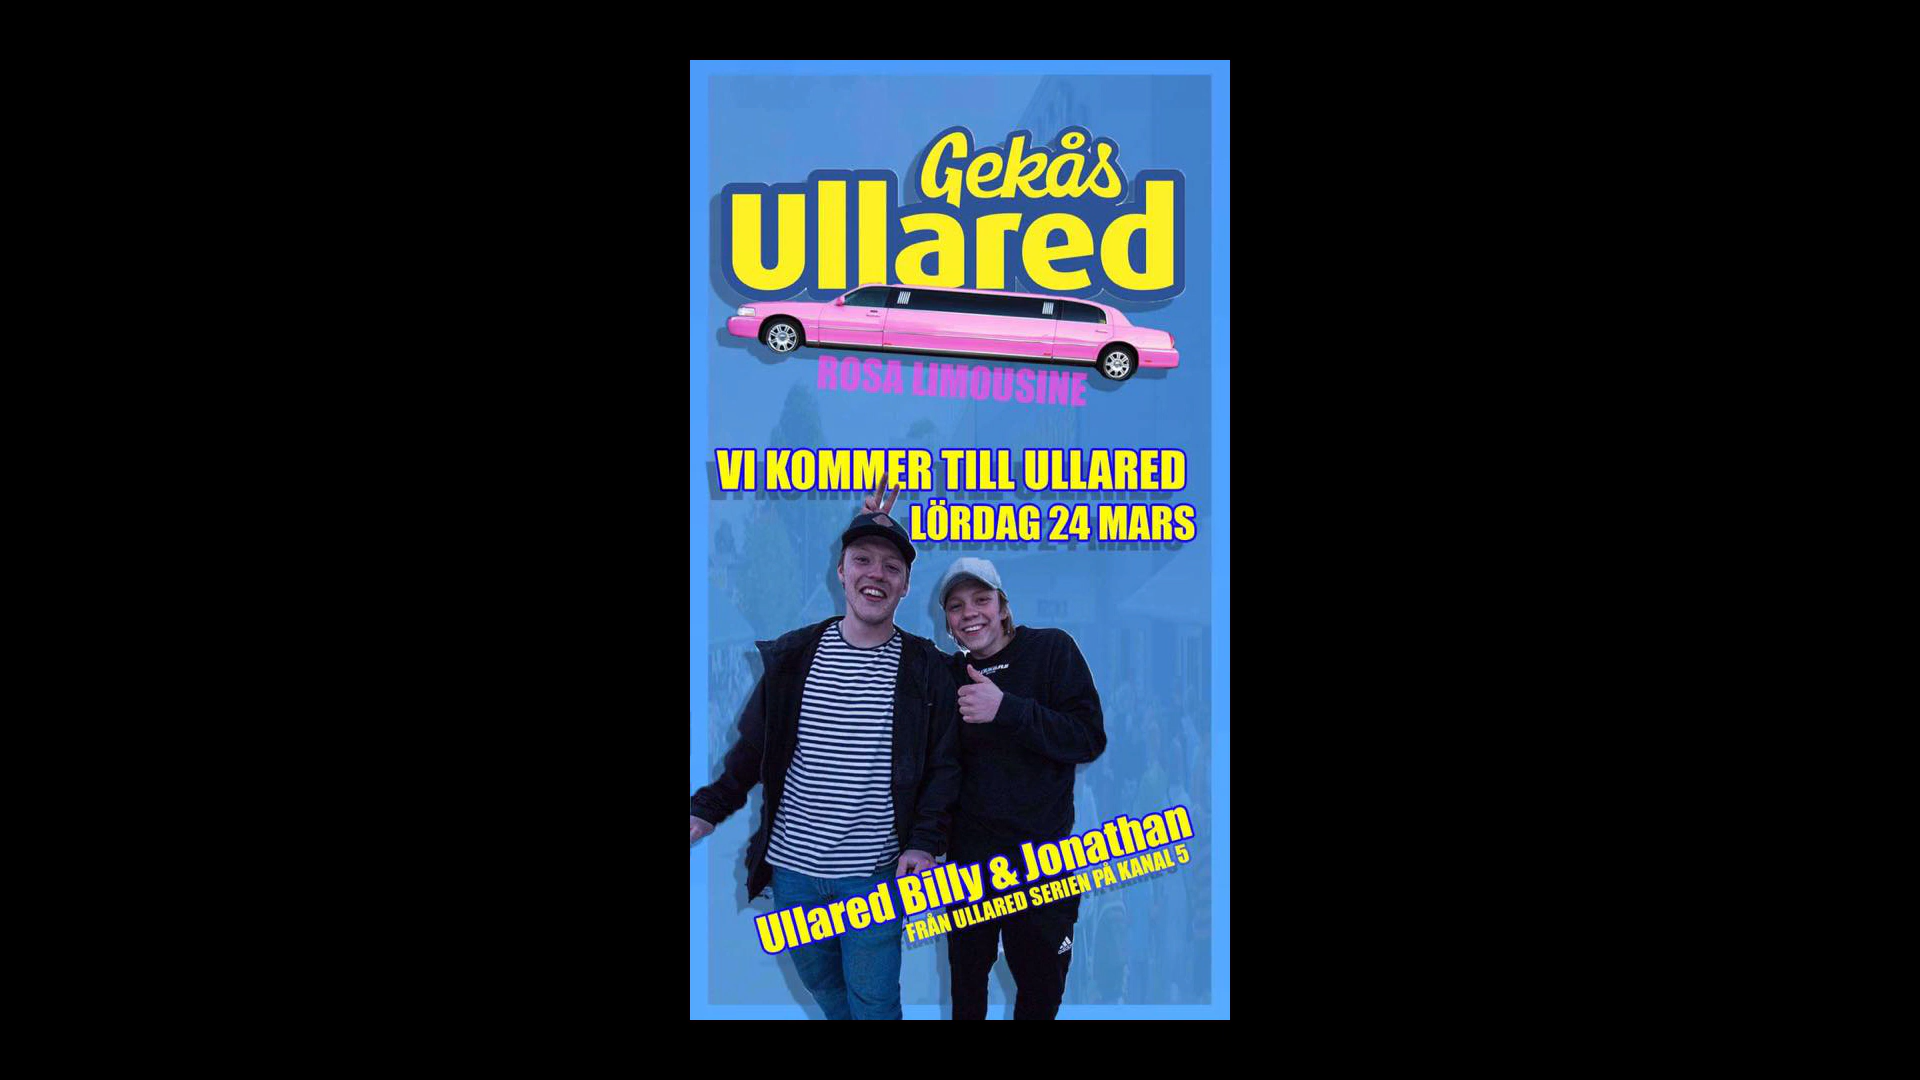 Gekås
Ullared
ROSA LIMOUSINE
VI KOMMER TILL ULLARED
LÖRDAG 24 MARS
Ullared Billy & Jonathan
FRÅN ULLARED SERIEN PÅ KANAL 5